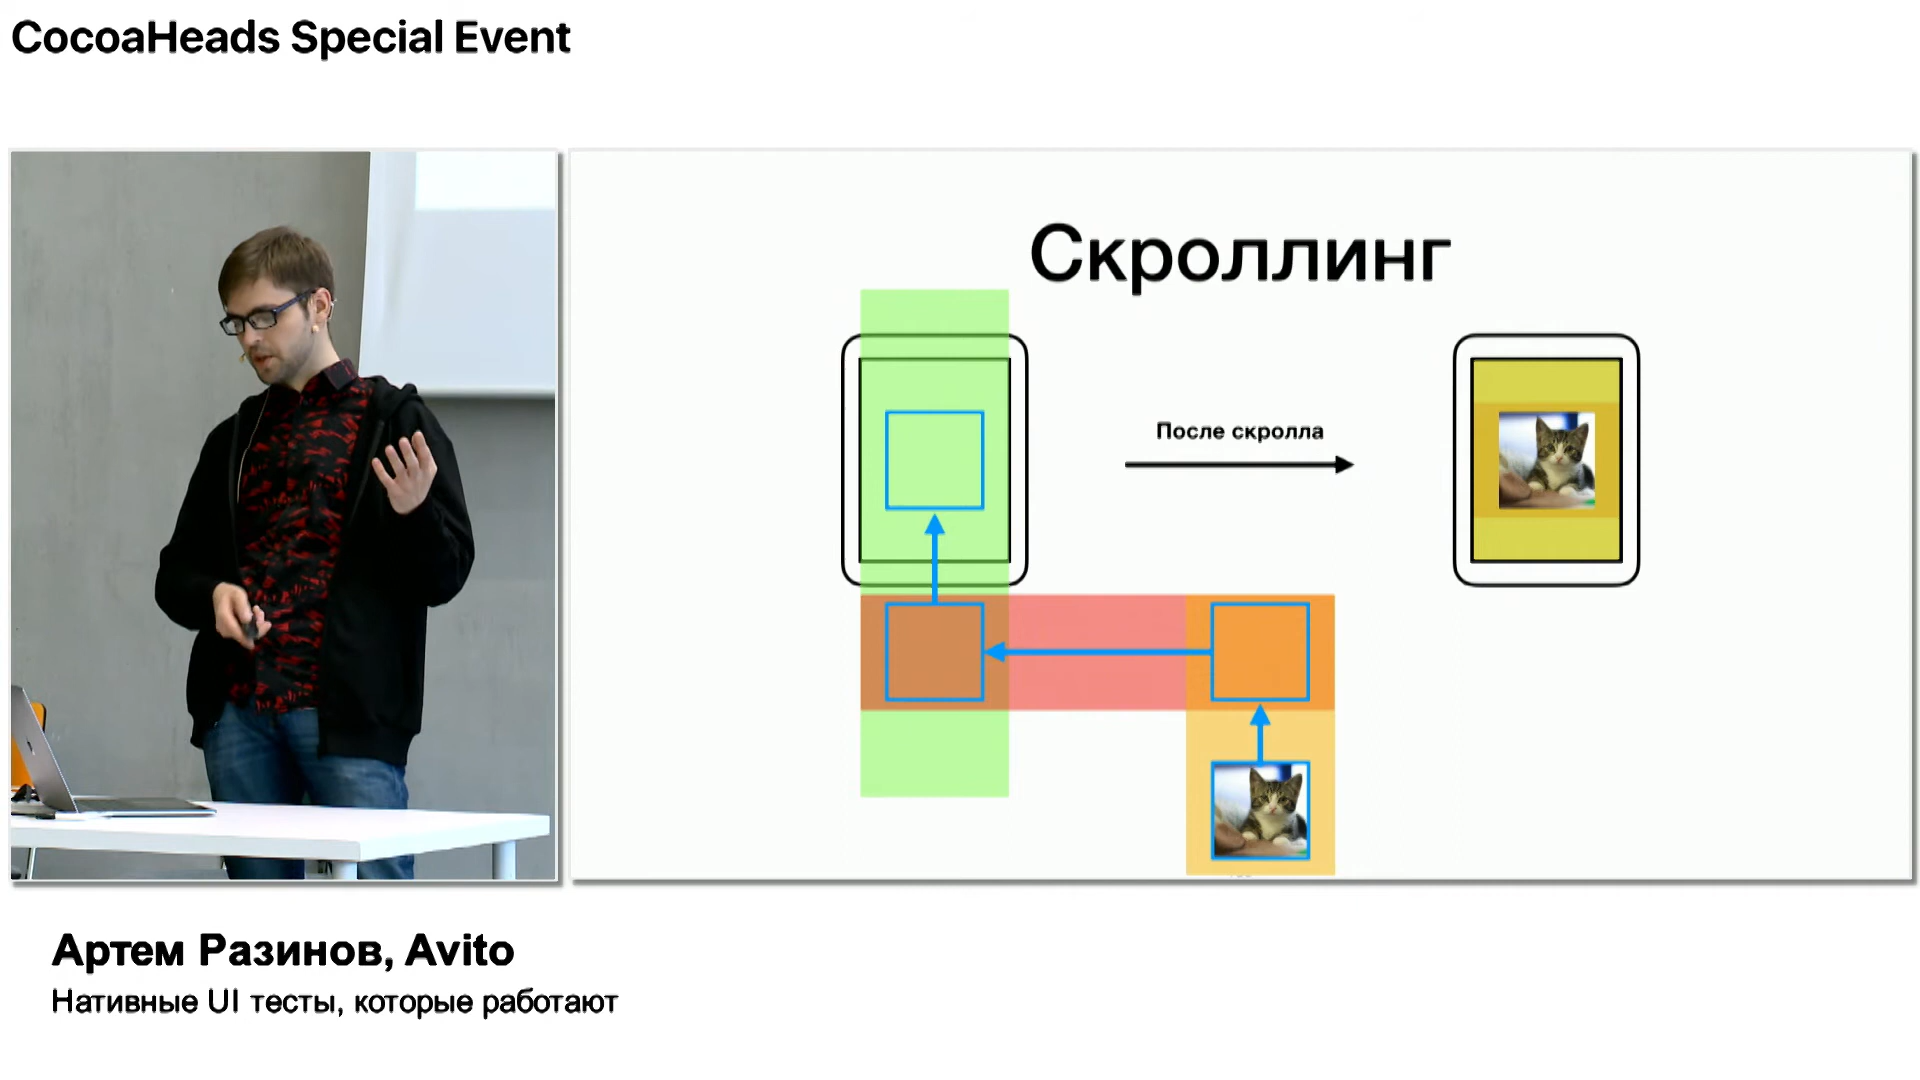 CocoaHeads Special Event
Скроллинг
После скролла
Артем Разинов, Avito
Нативные UI тесты, которые работают